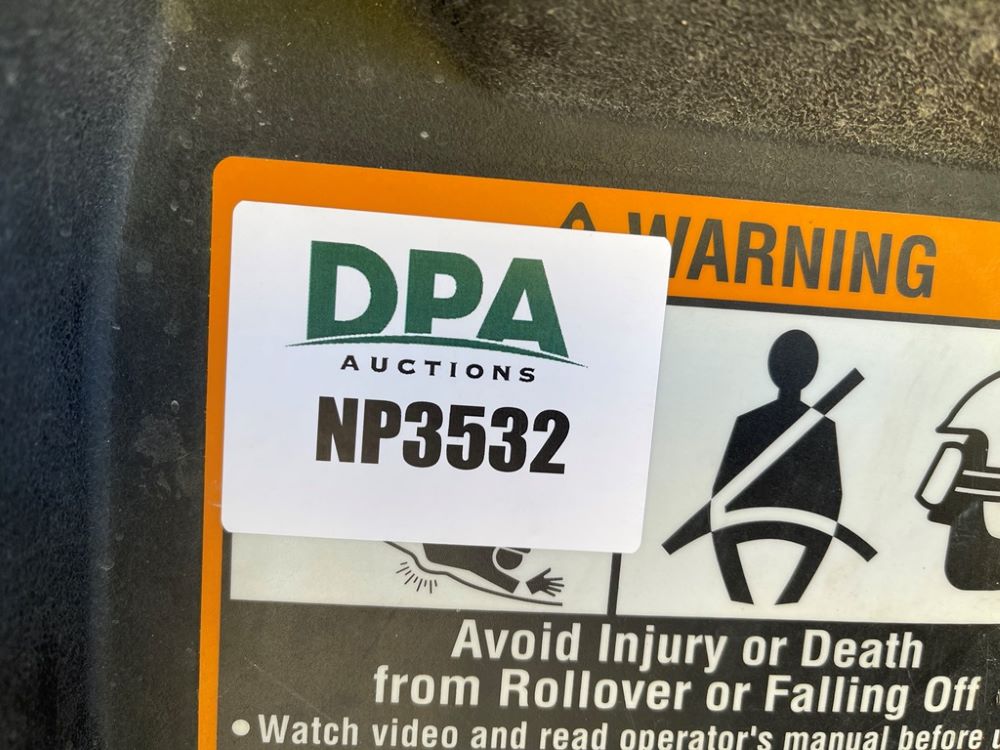 WARNING
DPA
AUCTIONS
NP3532
Avoid Injury or Death
from Rollover or Falling Off
• Watch video and read operator's manual before